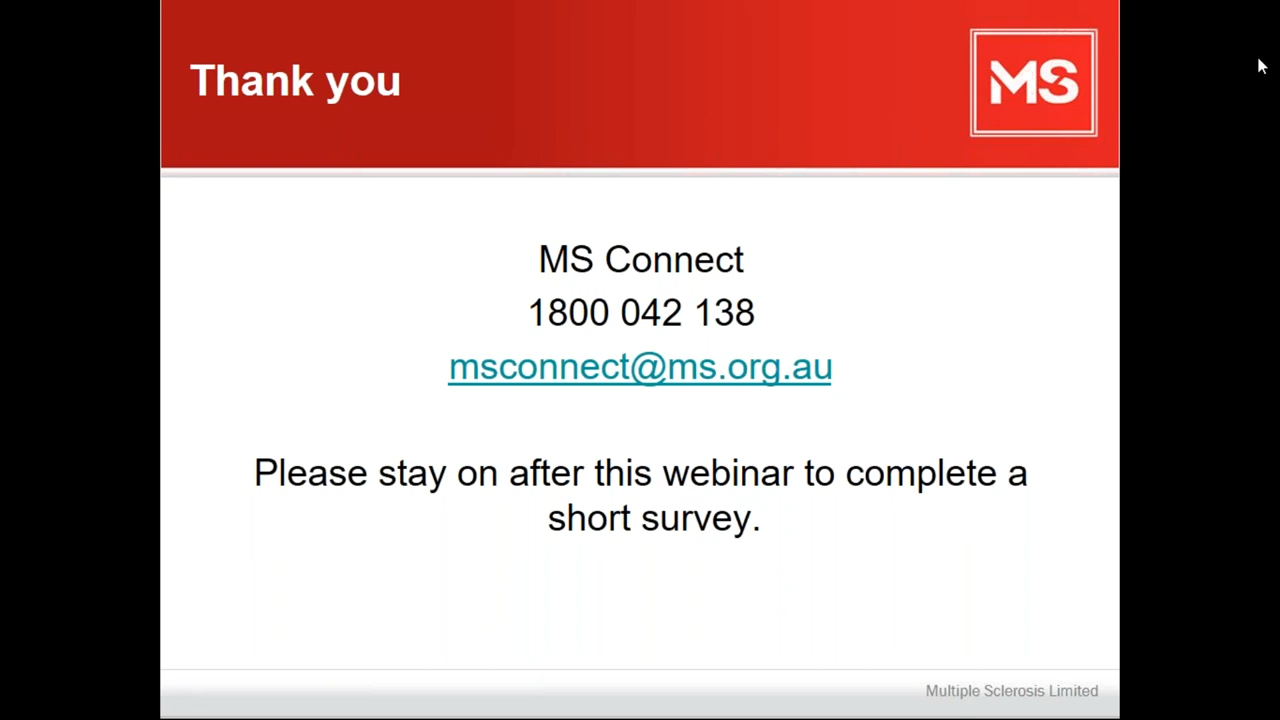 Thank you
MS
MS Connect
1800 042 138
msconnect@ms.org.au
Please stay on after this webinar to complete a
short survey.
Multiple Sclerosis Limited